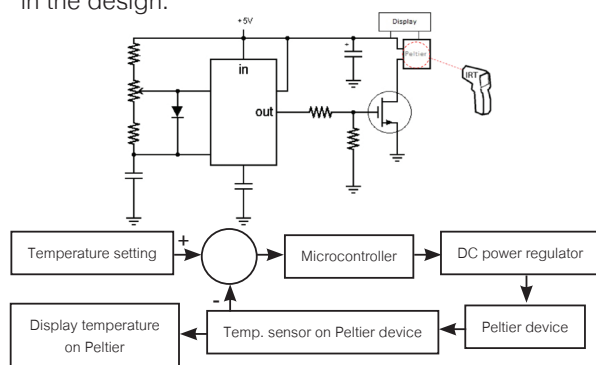 in the design.
+5V
Display
Peltier
IRT
in
out
+
Temperature setting
+
-
Microcontroller
DC power regulator
Display temperature
on Peltier
Temp. sensor on Peltier device
Peltier device